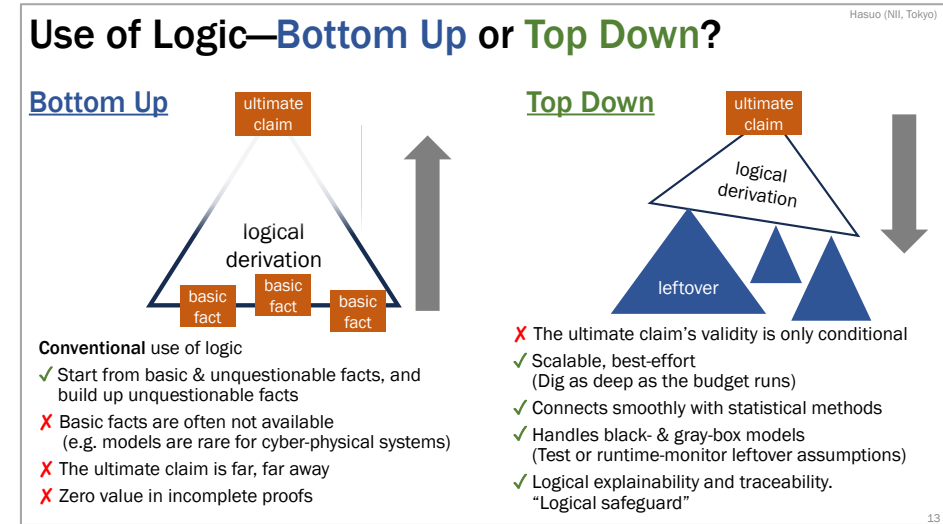 Hasuo (NII, Tokyo)
Use of Logic—Bottom Up or Top Down?
Bottom Up
ultimate
claim
logical
derivation
basic
fact
basic
fact
basic
fact
Conventional use of logic
✓ Start from basic & unquestionable facts, and
build up unquestionable facts
✗ Basic facts are often not available
(e.g. models are rare for cyber-physical systems)
✗ The ultimate claim is far, far away
✗ Zero value in incomplete proofs
Top Down
ultimate
claim
logical
derivation
leftover
✗ The ultimate claim’s validity is only conditional
✓ Scalable, best-effort
(Dig as deep as the budget runs)
✓ Connects smoothly with statistical methods
✓ Handles black- & gray-box models
(Test or runtime-monitor leftover assumptions)
✓ Logical explainability and traceability.
“Logical safeguard”
13